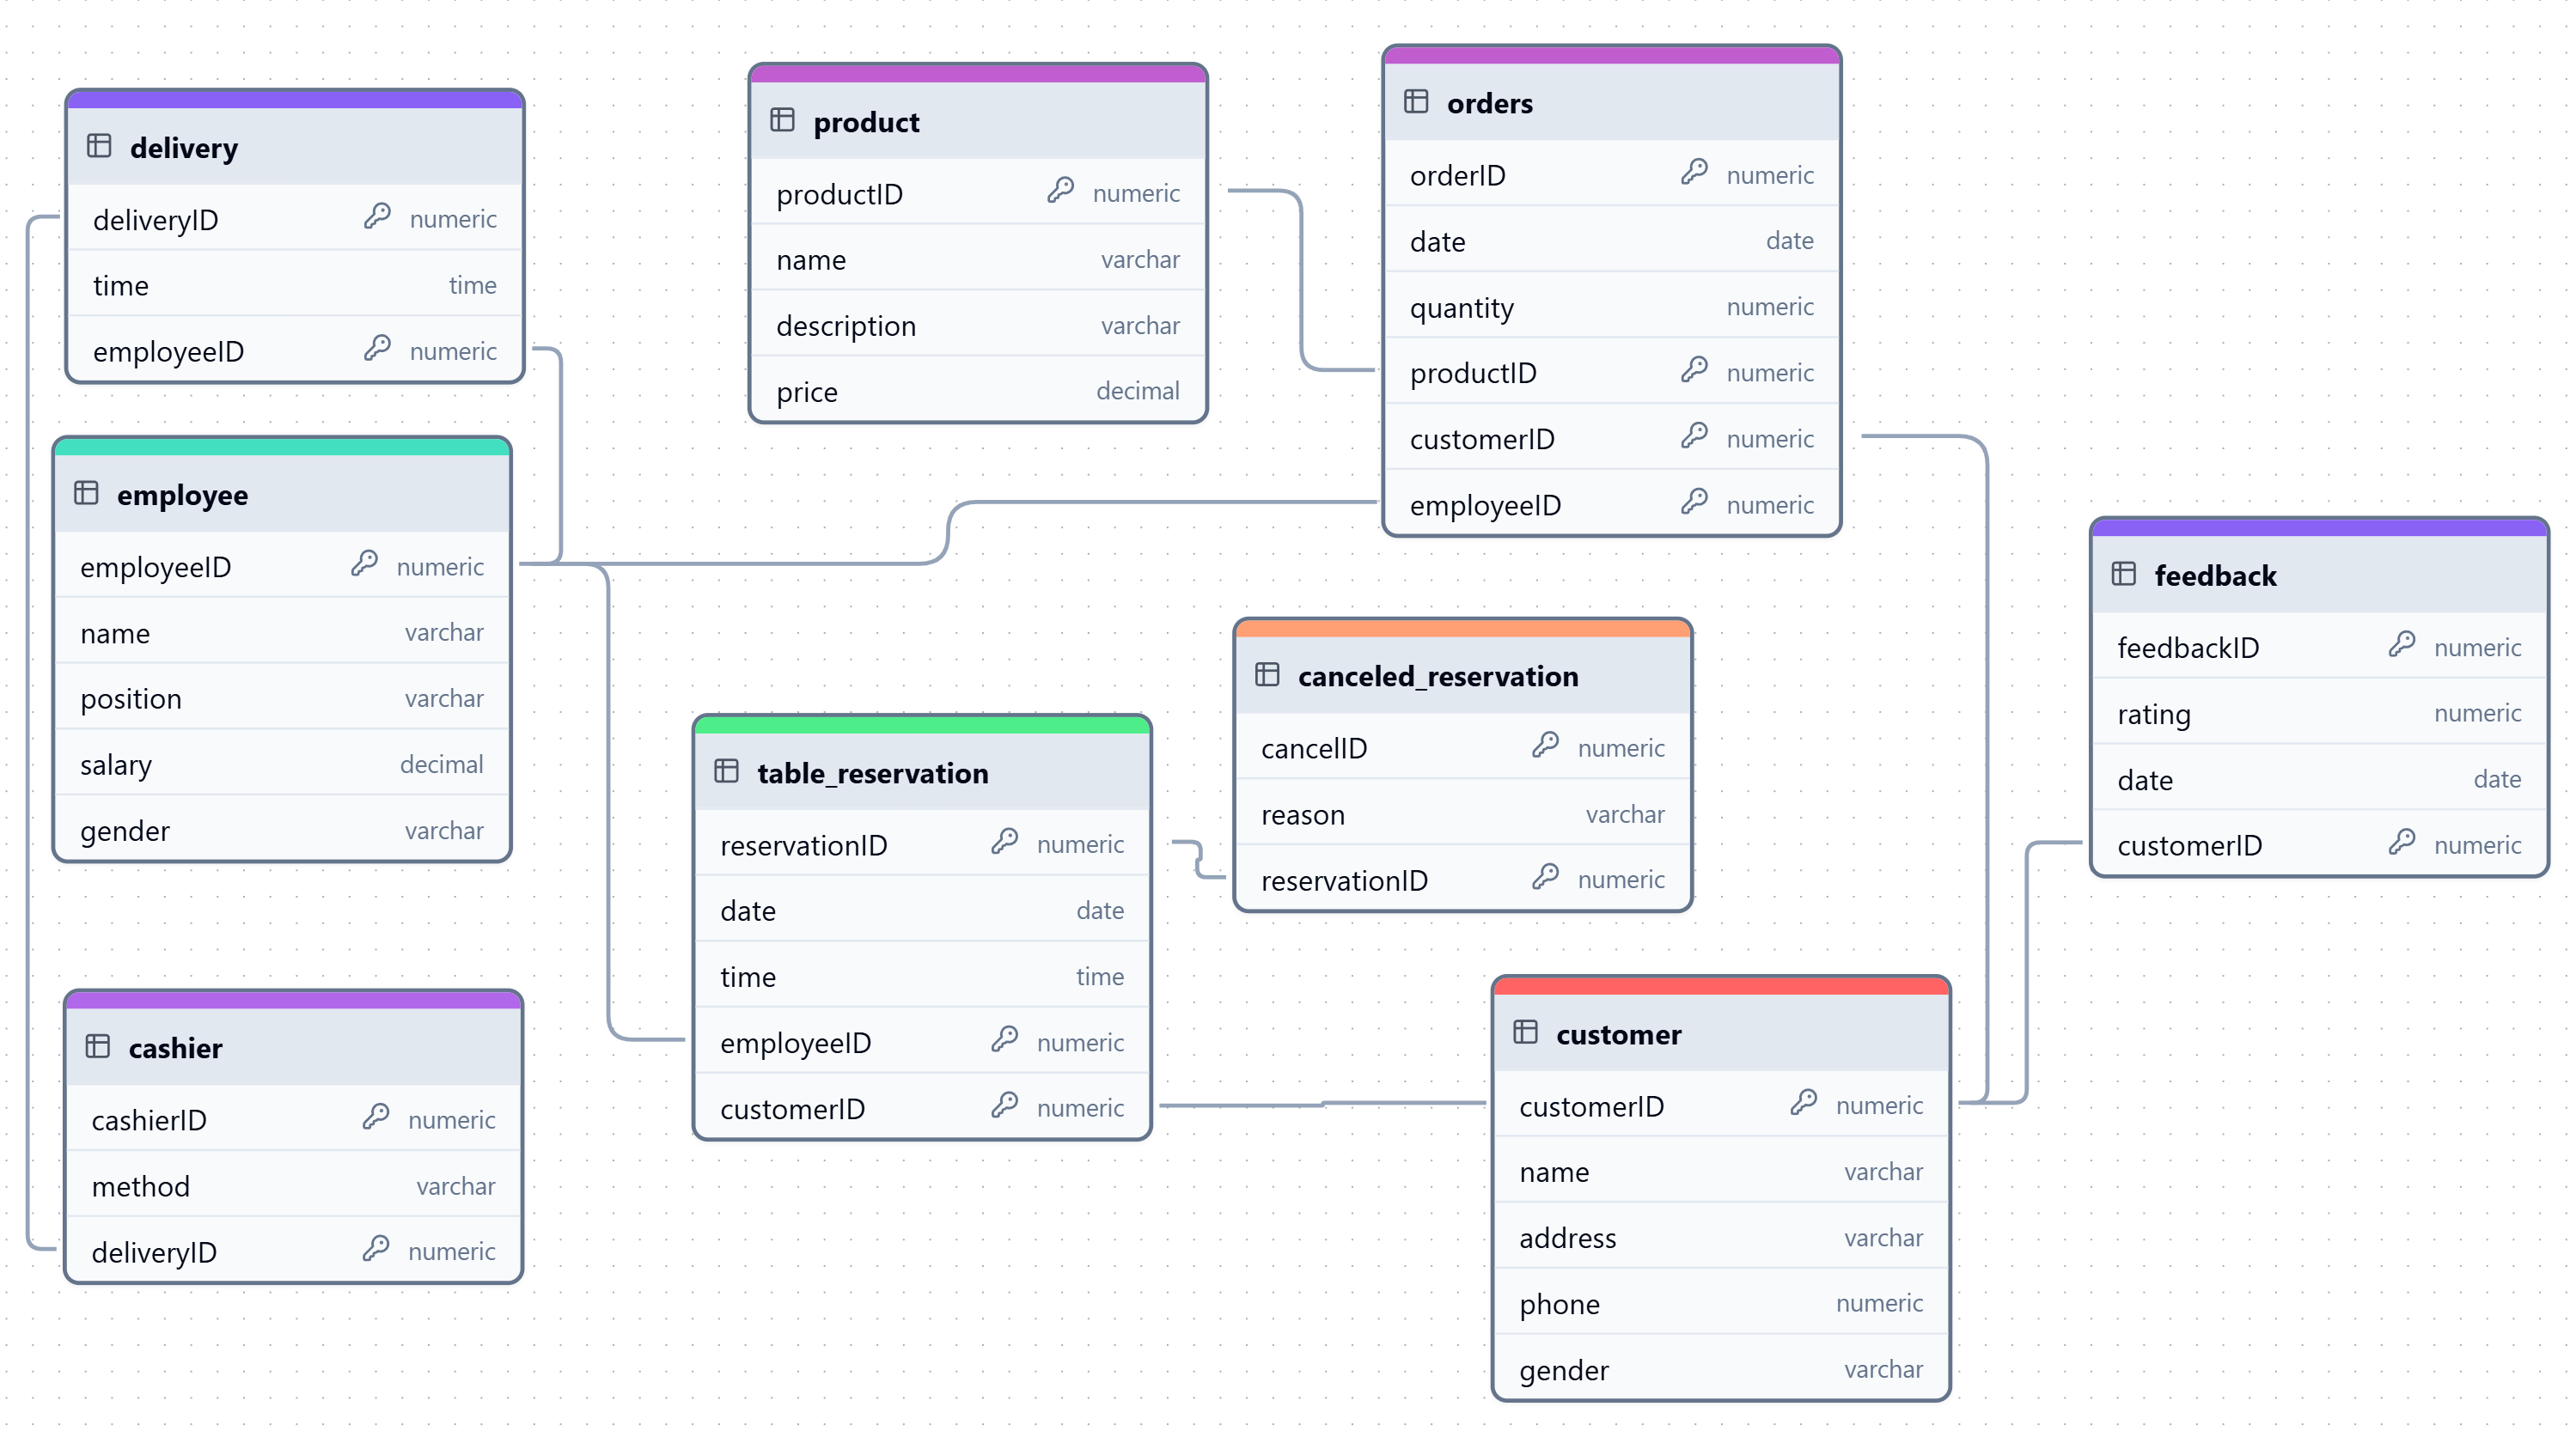 delivery
deliveryID numeric
time time
employeeID numeric
product
productID numeric
name varchar
description varchar
price decimal
orders
orderID numeric
date date
quantity numeric
productID numeric
customerID numeric
employeeID numeric
employee
employeeID numeric
name varchar
position varchar
salary decimal
gender varchar
feedback
feedbackID numeric
rating numeric
date date
customerID numeric
canceled_reservation
cancelID numeric
reason varchar
reservationID numeric
table_reservation
reservationID numeric
date date
time time
employeeID numeric
customerID numeric
cashier
cashierID numeric
method varchar
deliveryID numeric
customer
customerID numeric
name varchar
address varchar
phone numeric
gender varchar